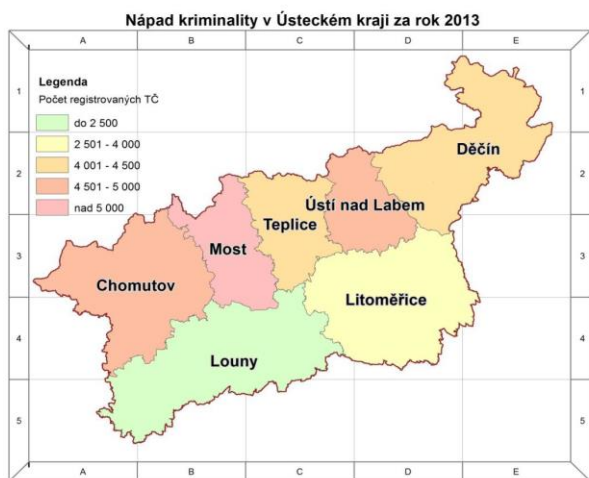 Nápad kriminality v Ústeckém kraji za rok 2013
A B C D E
Legenda
Počet registrovaných TČ
do 2 500
2 501 - 4 000
4 001 - 4 500
4 501 - 5 000
nad 5 000
1 1
Děčín
2 2
Ústí nad Labem
Teplice
Most
3 3
Chomutov
Litoměřice
4 4
Louny
5 5
A B C D E